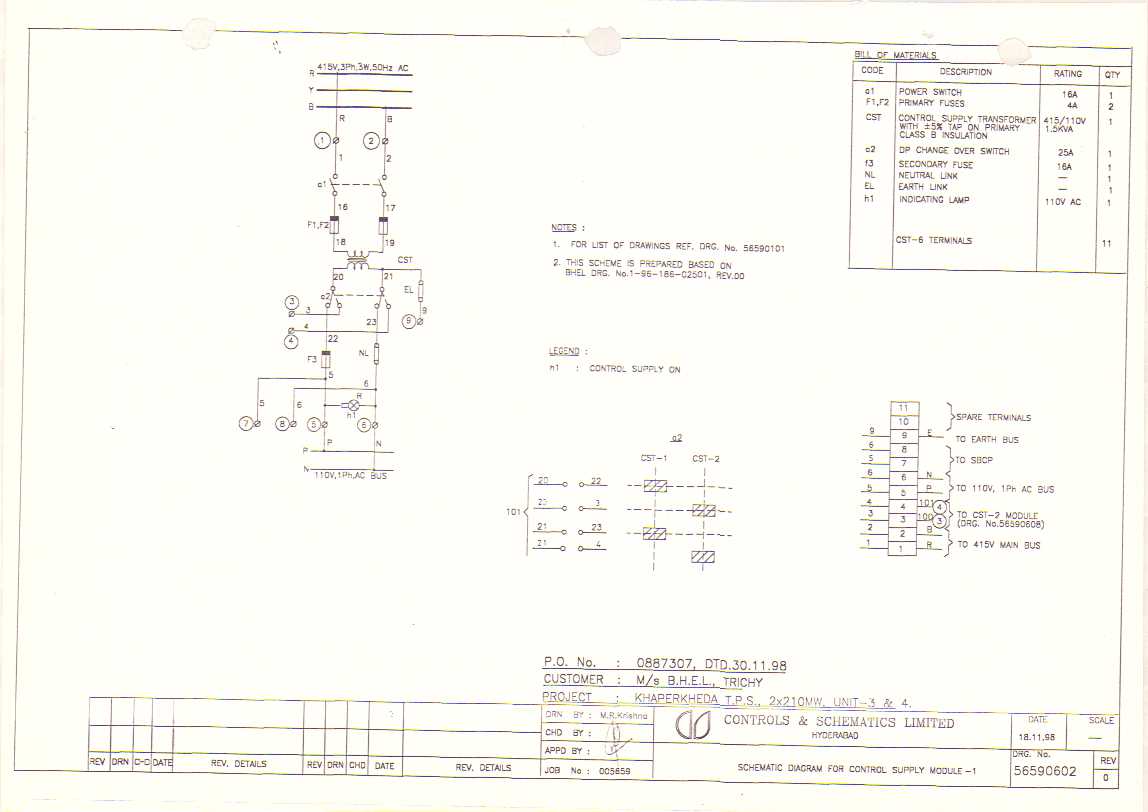 415V,3Ph,3W,50Hz AC
R
Y
B
R B
1 2
1 2
a1
16 17
F1,F2
18 19
CST
20 21
EL
a2
3
3
9
4
23
9
4
22
F3
NL
5
6
R
5 6
h1
7 8 5 6
P N
P
N
110V,1Ph,AC BUS
BILL OF MATERIALS
CODE DESCRIPTION RATING QTY
a1 POWER SWITCH 16A 1
F1,F2 PRIMARY FUSES 4A 2
CST CONTROL SUPPLY TRANSFORMER 415/110V 1
WITH ±5% TAP ON PRIMARY 1.5KVA
CLASS B INSULATION
a2 DP CHANGE OVER SWITCH 25A 1
f3 SECONDARY FUSE 16A 1
NL NEUTRAL LINK — 1
EL EARTH LINK — 1
h1 INDICATING LAMP 110V AC 1
CST-6 TERMINALS 11
NOTES :
1. FOR LIST OF DRAWINGS REF. DRG. No. 56590101
2. THIS SCHEME IS PREPARED BASED ON
BHEL DRG. No.1-96-186-02501, REV.00
LEGEND :
h1 : CONTROL SUPPLY ON
a2
CST-1 CST-2
20 22
20 3
101
21 23
21 4
11
10 SPARE TERMINALS
9 9 E TO EARTH BUS
6 8
5 7 TO SBCP
6 6 N
5 5 P TO 110V, 1Ph AC BUS
4 4 101 4 TO CST-2 MODULE
3 3 100 3 (DRG. No.56590608)
2 2 B
1 1 R TO 415V MAIN BUS
P.O. No. : 0887307, DTD.30.11.98
CUSTOMER : M/s B.H.E.L., TRICHY
PROJECT : KHAPERKHEDA T.P.S., 2x210MW, UNIT-3 & 4.
DRN BY : M.R.Krishna
CHD BY :
APPD BY :
JOB No.: 005659
CONTROLS & SCHEMATICS LIMITED
HYDERABAD
SCHEMATIC DIAGRAM FOR CONTROL SUPPLY MODULE-1
DATE SCALE
18.11.98 —
DRG. No. REV
56590602 0
REV DRN CHD DATE REV. DETAILS REV DRN CHD DATE REV. DETAILS